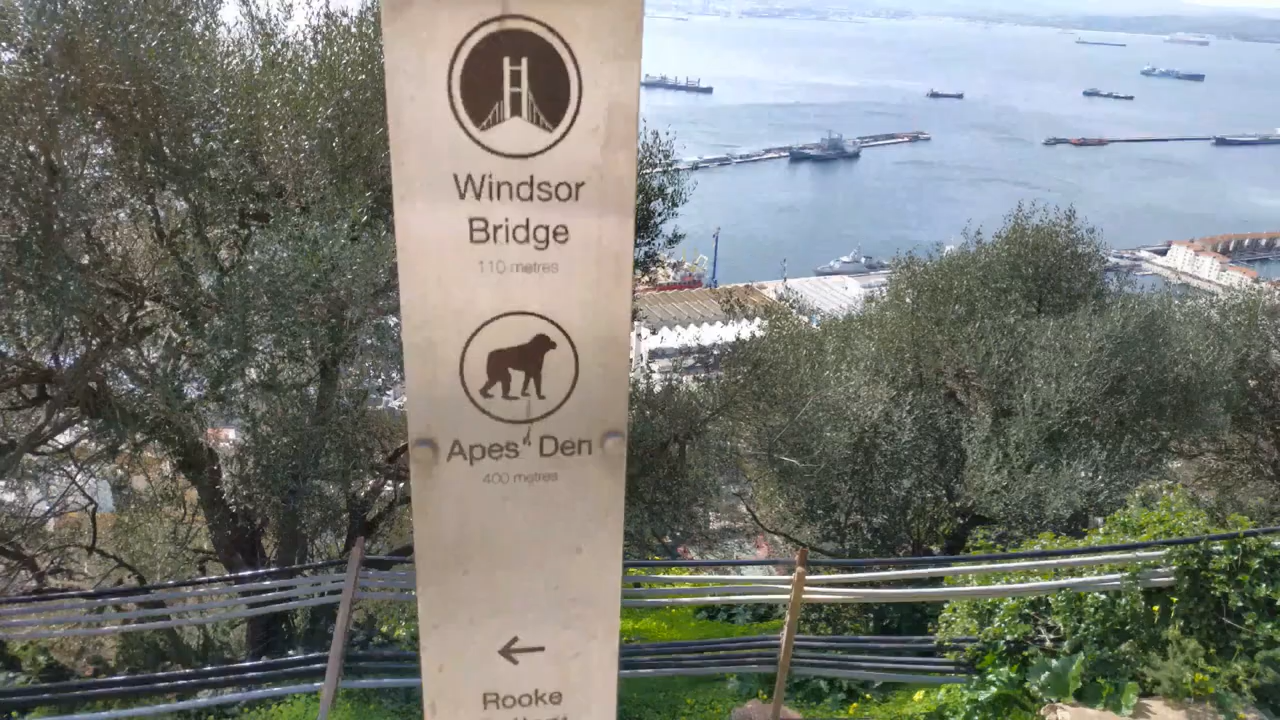 Windsor
Bridge
110 metres
Apes' Den
400 metres
←
Rooke